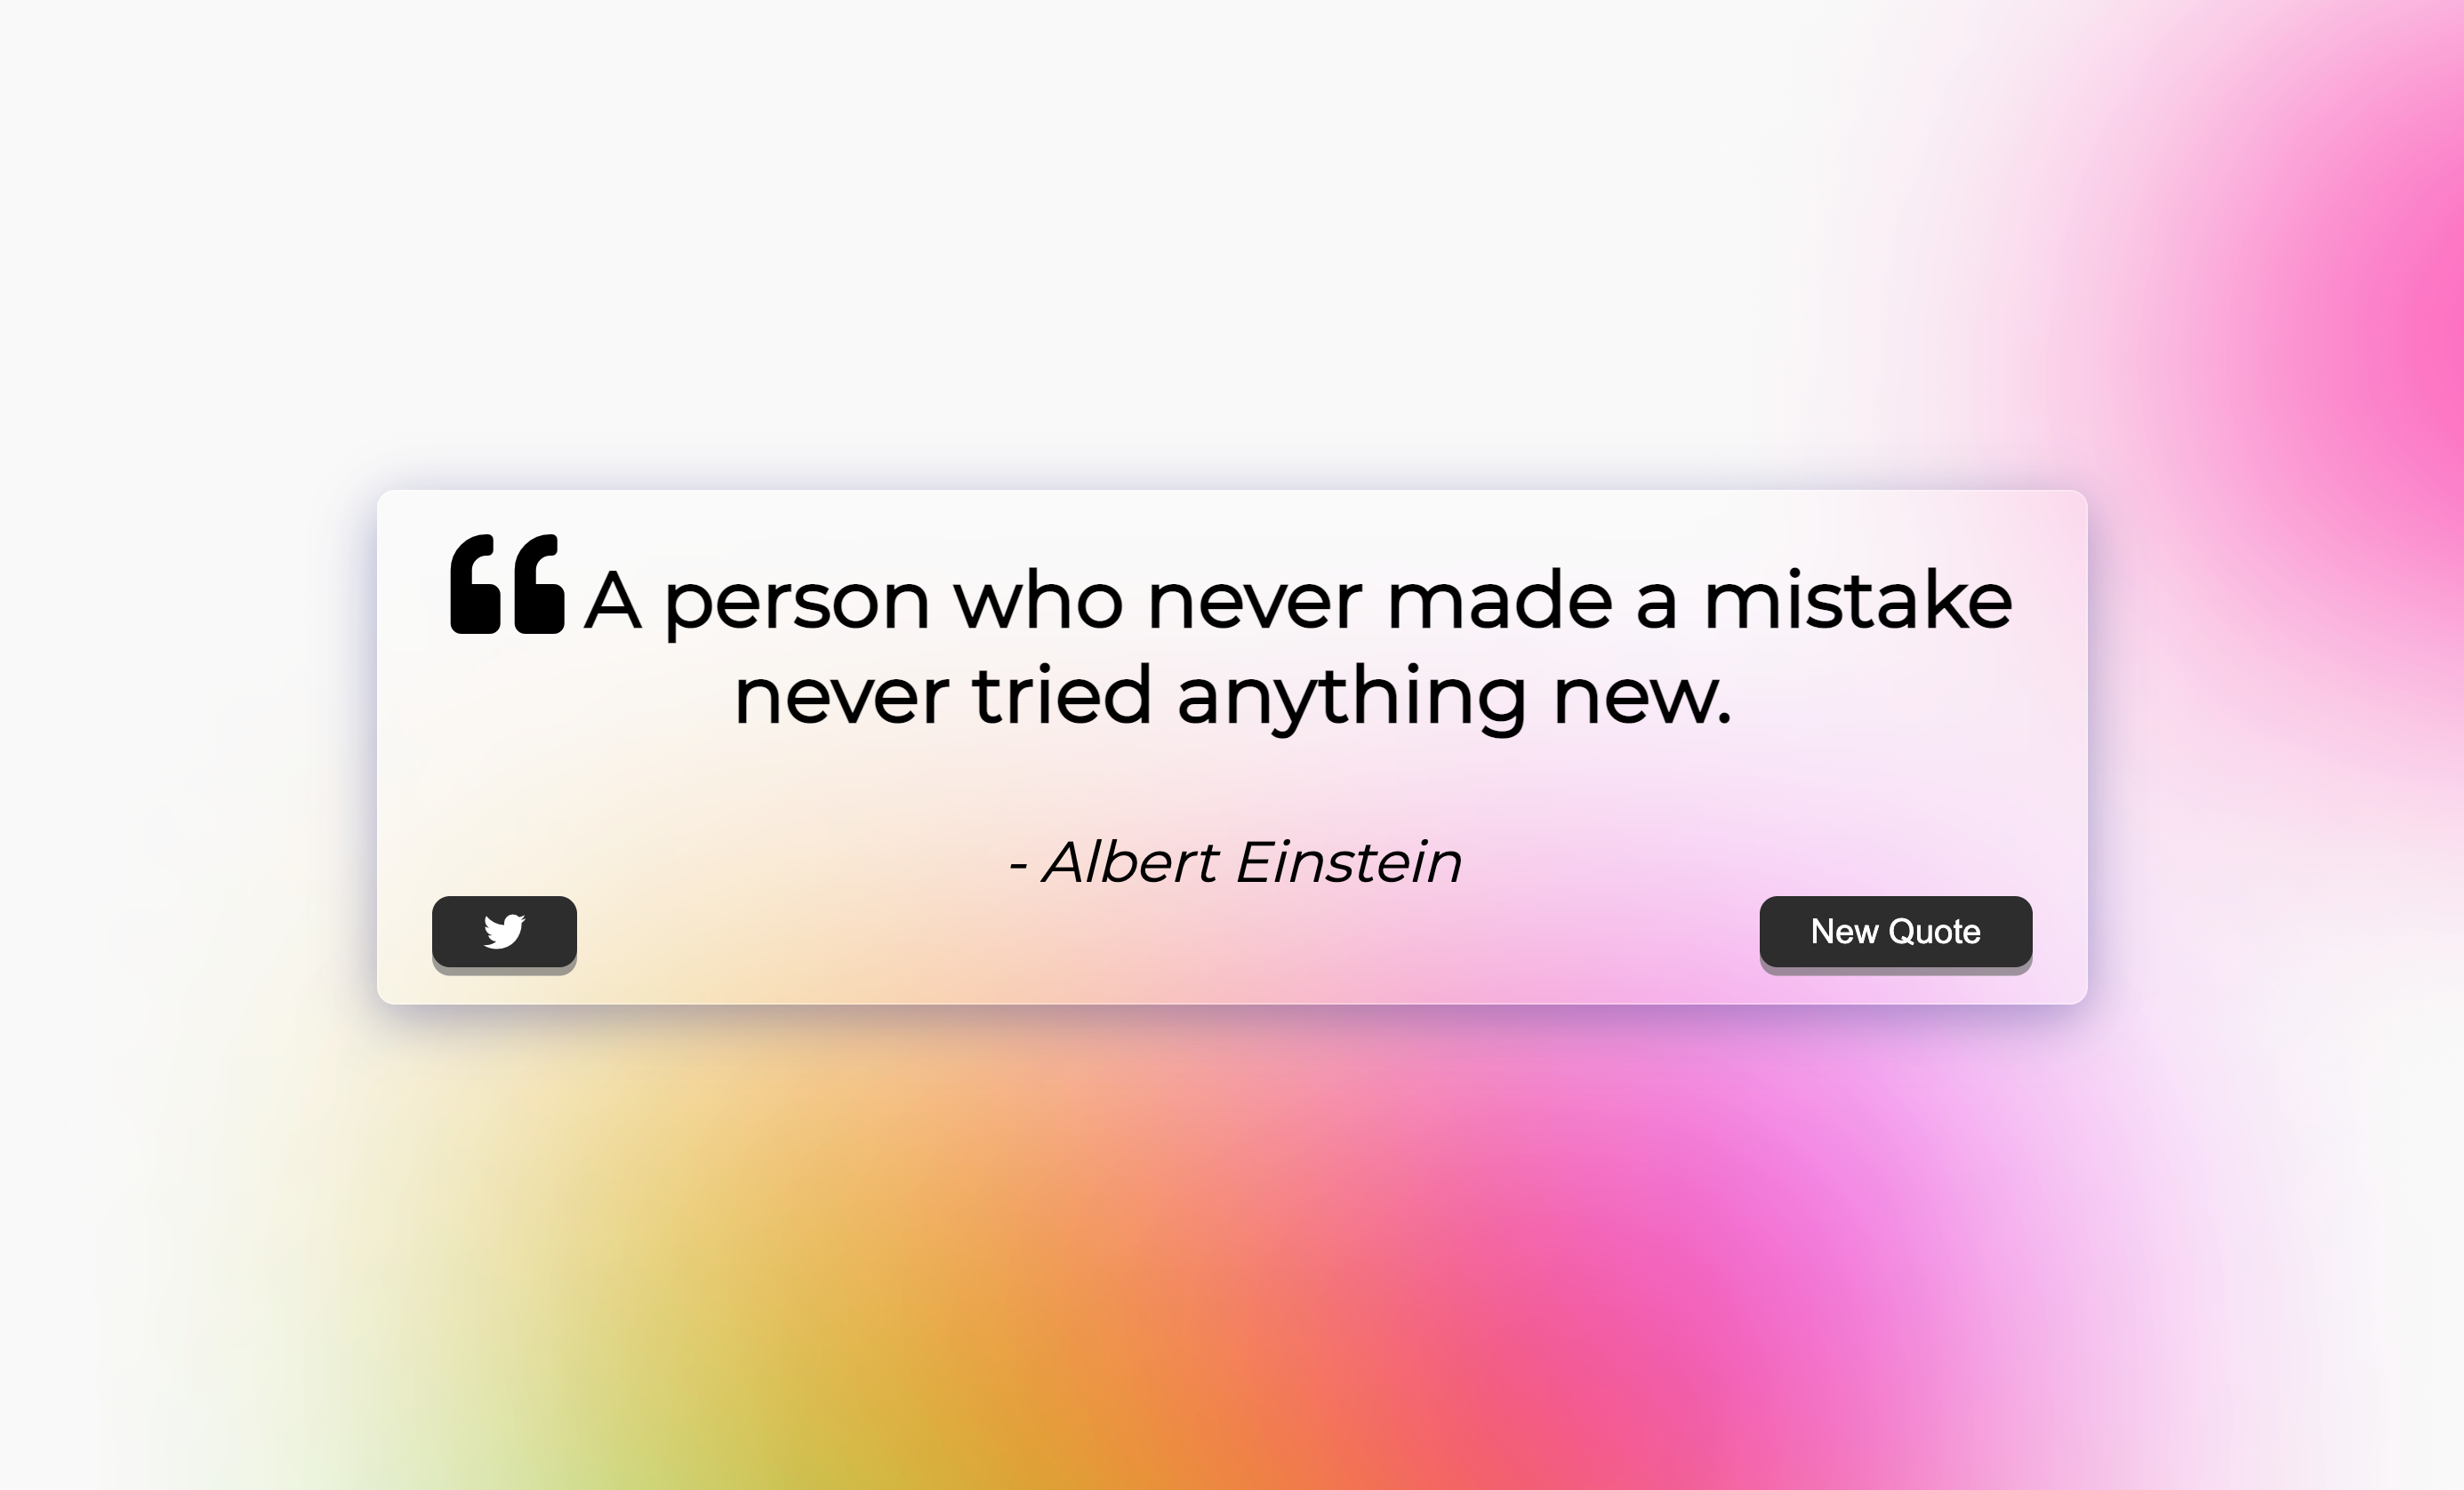 A person who never made a mistake
never tried anything new.
- Albert Einstein
New Quote